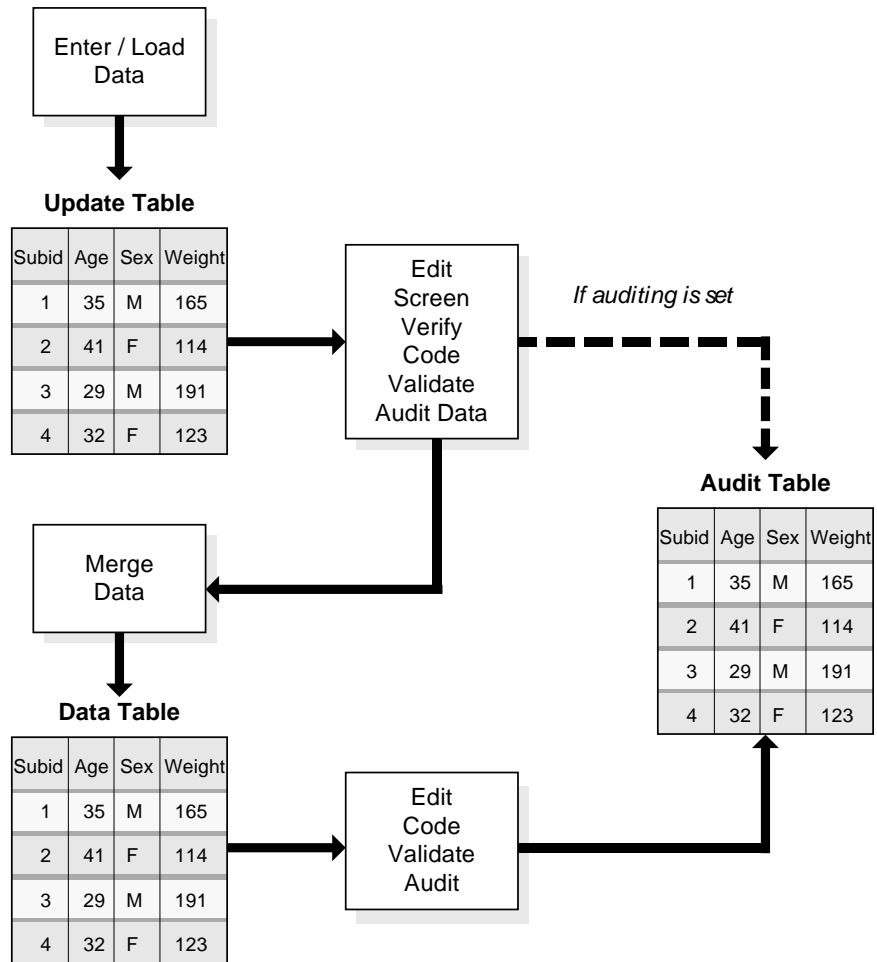 Enter / Load
Data
Update Table
Subid Age Sex Weight
1 35 M 165
2 41 F 114
3 29 M 191
4 32 F 123
Edit
Screen
Verify
Code
Validate
Audit Data
If auditing is set
Audit Table
Subid Age Sex Weight
1 35 M 165
2 41 F 114
3 29 M 191
4 32 F 123
Merge
Data
Data Table
Subid Age Sex Weight
1 35 M 165
2 41 F 114
3 29 M 191
4 32 F 123
Edit
Code
Validate
Audit